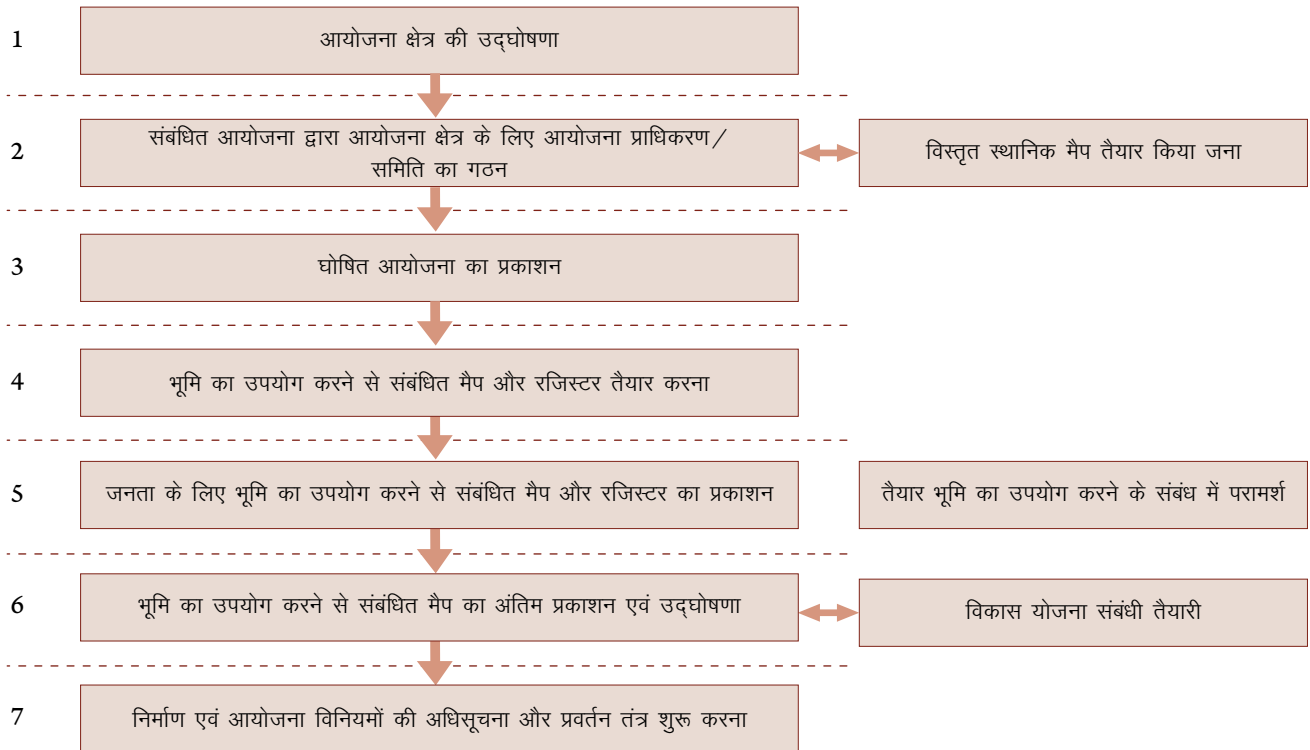 1
आयोजना क्षेत्र की उद्घोषणा
2
संबंधित आयोजना द्वारा आयोजना क्षेत्र के लिए आयोजना प्राधिकरण/
समिति का गठन
विस्तृत स्थानिक मैप तैयार किया जना
3
घोषित आयोजना का प्रकाशन
4
भूमि का उपयोग करने से संबंधित मैप और रजिस्टर तैयार करना
5
जनता के लिए भूमि का उपयोग करने से संबंधित मैप और रजिस्टर का प्रकाशन
तैयार भूमि का उपयोग करने के संबंध में परामर्श
6
भूमि का उपयोग करने से संबंधित मैप का अंतिम प्रकाशन एवं उद्घोषणा
विकास योजना संबंधी तैयारी
7
निर्माण एवं आयोजना विनियमों की अधिसूचना और प्रवर्तन तंत्र शुरू करना